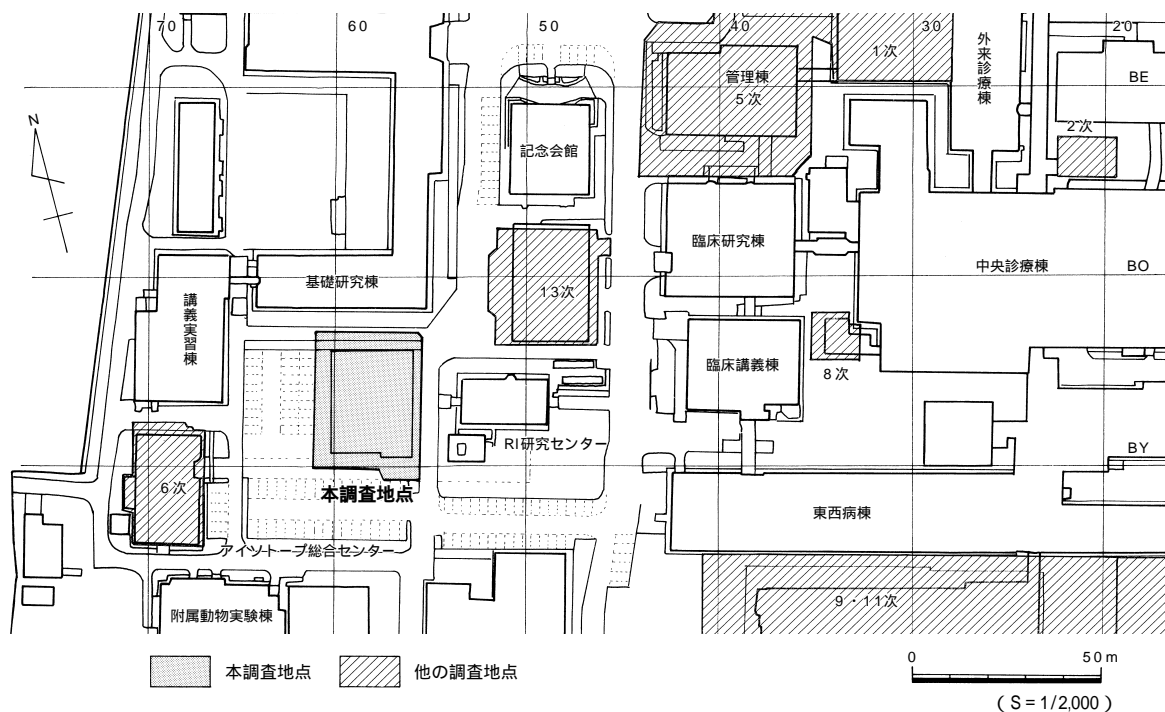 70
60
50
40
30
20
N
管理棟
5次
1次
外来診療棟
BE
2次
記念会館
臨床研究棟
中央診療棟
BO
基礎研究棟
13次
講義実習棟
臨床講義棟
8次
RI研究センター
BY
6次
本調査地点
東西病棟
アイソトープ総合センター
9・11次
附属動物実験棟
本調査地点
他の調査地点
0
50m
(S=1/2,000)